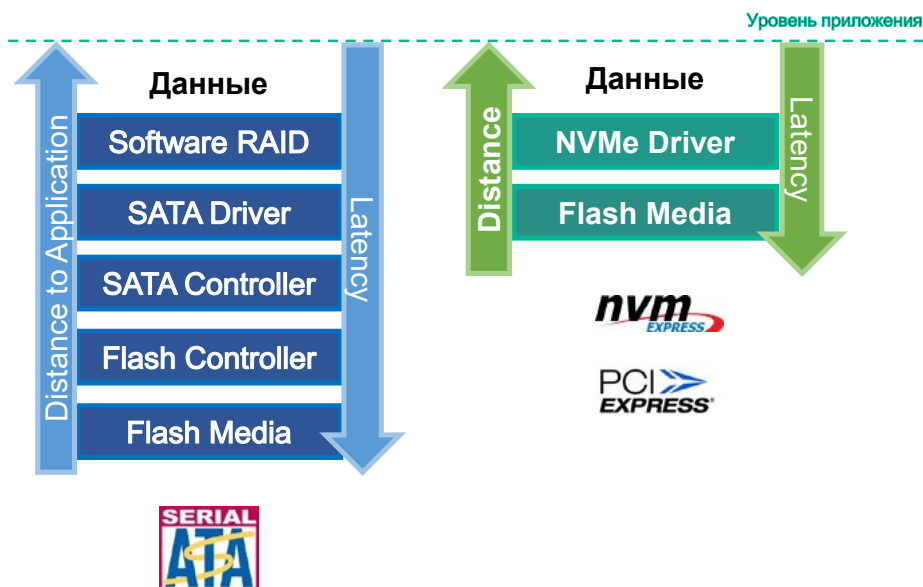 Уровень приложения
Данные
Distance to Application
Software RAID
SATA Driver
SATA Controller
Flash Controller
Flash Media
Latency
SERIAL
ATA
Данные
Distance
NVMe Driver
Flash Media
Latency
nvm
EXPRESS
PCI
EXPRESS®